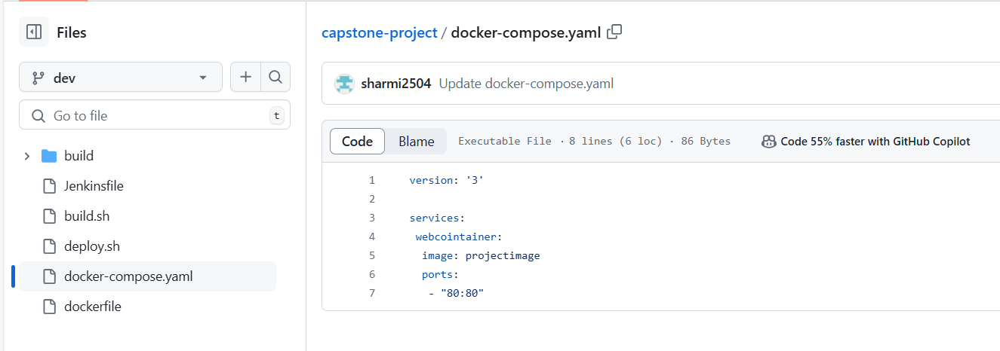 Files
dev
Go to file
t
build
Jenkinsfile
build.sh
deploy.sh
docker-compose.yaml
dockerfile
capstone-project / docker-compose.yaml
sharmi2504 Update docker-compose.yaml
Code Blame Executable File · 8 lines (6 loc) · 86 Bytes Code 55% faster with GitHub Copilot
1 version: '3'
2
3 services:
4 webcointainer:
5 image: projectimage
6 ports:
7 - "80:80"